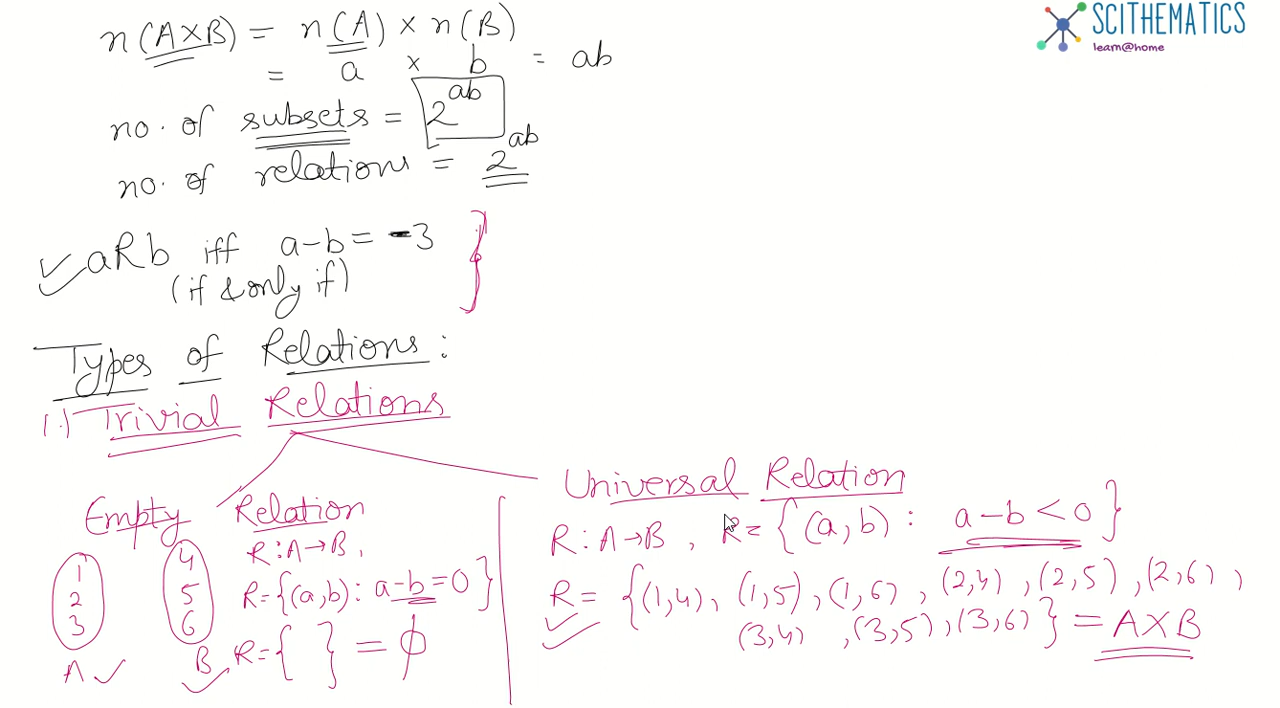 SCITHEMATICS
learn@home
n(A×B) = n(A) × n(B)
= a × b = ab
no. of subsets = 2^ab
no. of relations = 2^ab
aRb iff a-b = -3
(if & only if)
Types of Relations:
1.) Trivial Relations
Empty Relation
R:A→B,
1 2 3
4 5 6
R={(a,b): a-b=0}
R={ } = ϕ
A
B
Universal Relation
R:A→B, R={(a,b): a-b<0}
R= {(1,4), (1,5), (1,6), (2,4), (2,5), (2,6),
(3,4), (3,5), (3,6)} = A×B